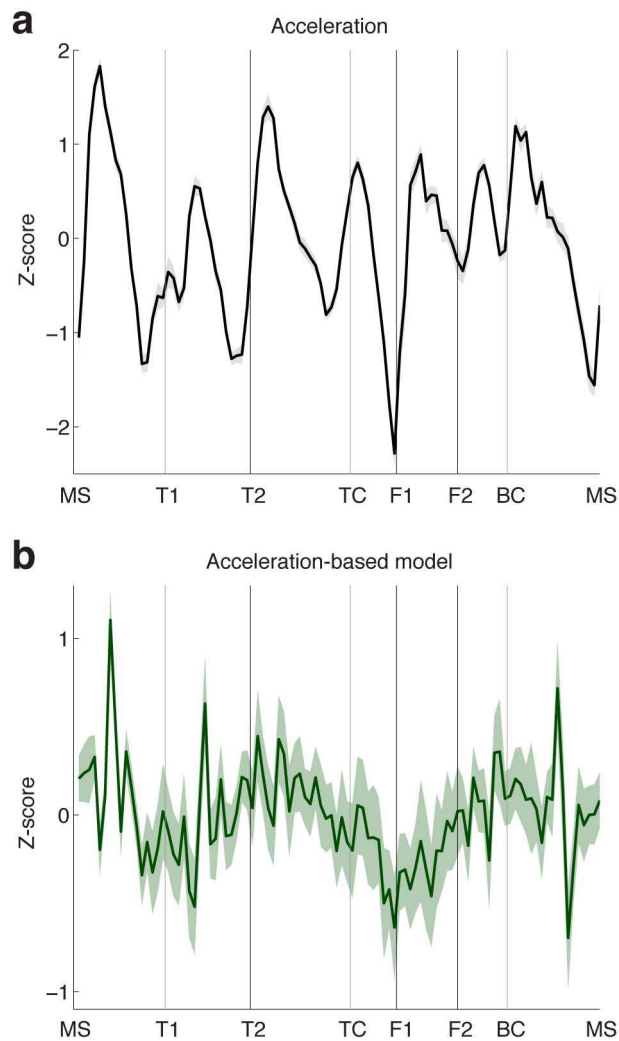 a
Acceleration
Z-score
2
1
0
−1
−2
MS T1 T2 TC F1 F2 BC MS
b
Acceleration-based model
Z-score
1
0
−1
MS T1 T2 TC F1 F2 BC MS